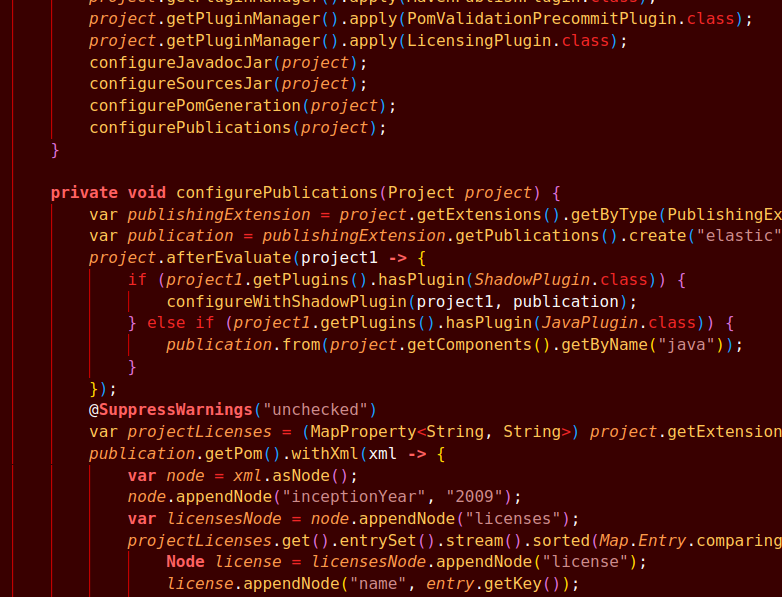 project.getPluginManager().apply(MavenPublishPlugin.class);
project.getPluginManager().apply(PomValidationPrecommitPlugin.class);
project.getPluginManager().apply(LicensingPlugin.class);
configureJavadocJar(project);
configureSourcesJar(project);
configurePomGeneration(project);
configurePublications(project);
}
private void configurePublications(Project project) {
var publishingExtension = project.getExtensions().getByType(PublishingEx
var publication = publishingExtension.getPublications().create("elastic"
project.afterEvaluate(project1 -> {
if (project1.getPlugins().hasPlugin(ShadowPlugin.class)) {
configureWithShadowPlugin(project1, publication);
} else if (project1.getPlugins().hasPlugin(JavaPlugin.class)) {
publication.from(project.getComponents().getByName("java"));
}
});
@SuppressWarnings("unchecked")
var projectLicenses = (MapProperty<String, String>) project.getExtension
publication.getPom().withXml(xml -> {
var node = xml.asNode();
node.appendNode("inceptionYear", "2009");
var licensesNode = node.appendNode("licenses");
projectLicenses.get().entrySet().stream().sorted(Map.Entry.comparing
Node license = licensesNode.appendNode("license");
license.appendNode("name", entry.getKey());